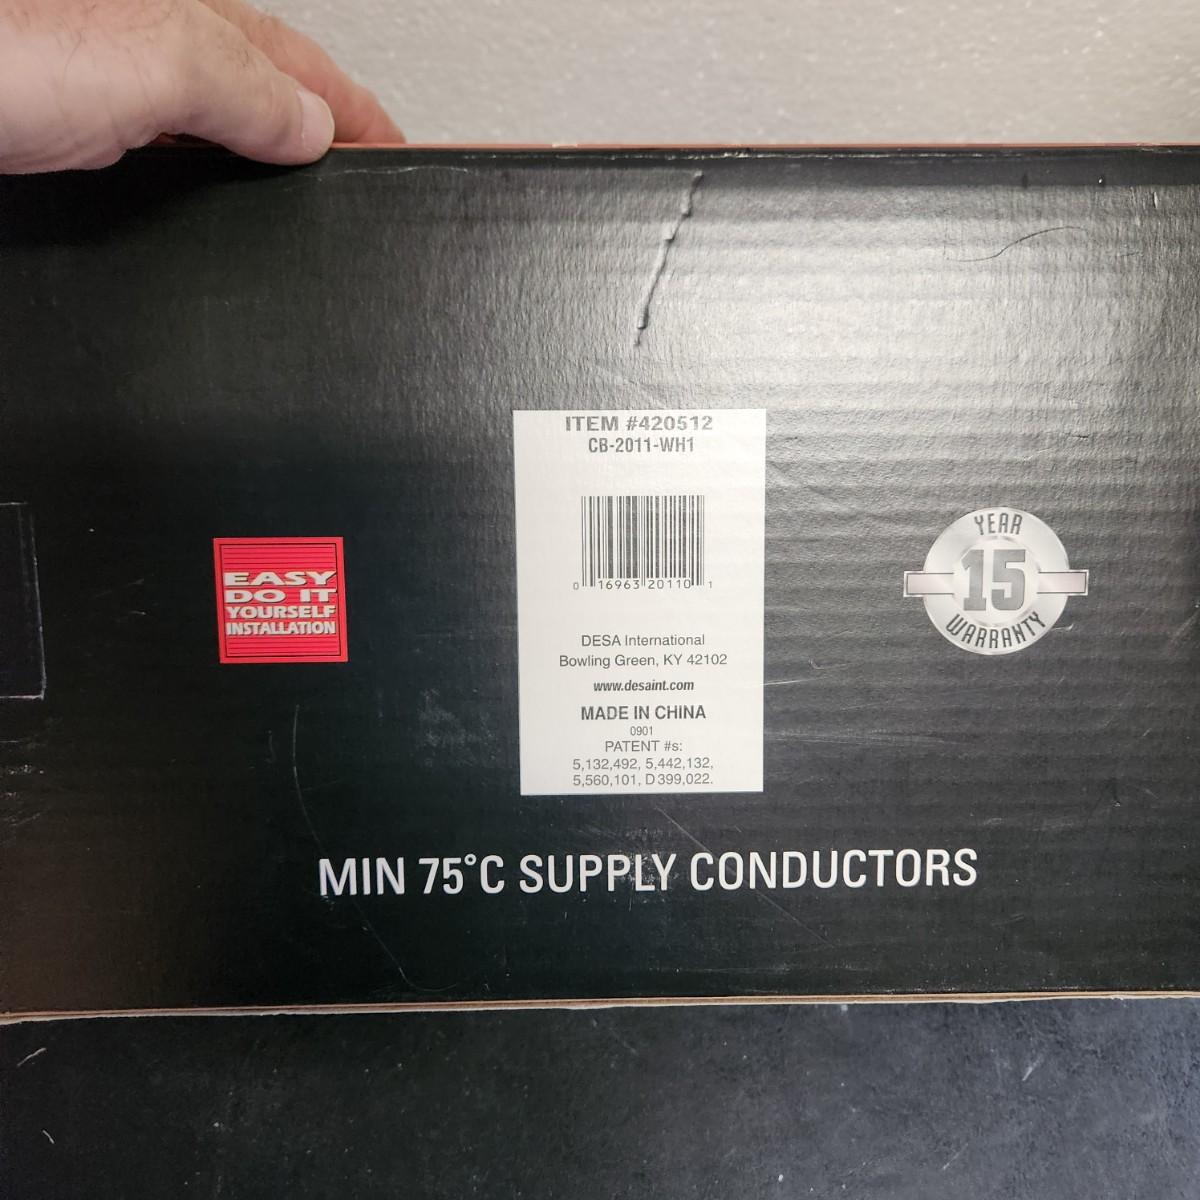 ITEM #420512
CB-2011-WH1
0 16963 20110 1
EASY
DO IT
YOURSELF
INSTALLATION
YEAR
15
WARRANTY
DESA International
Bowling Green, KY 42102
www.desaint.com
MADE IN CHINA
0901
PATENT #s:
5,132,492, 5,442,132,
5,560,101, D 399,022.
MIN 75°C SUPPLY CONDUCTORS